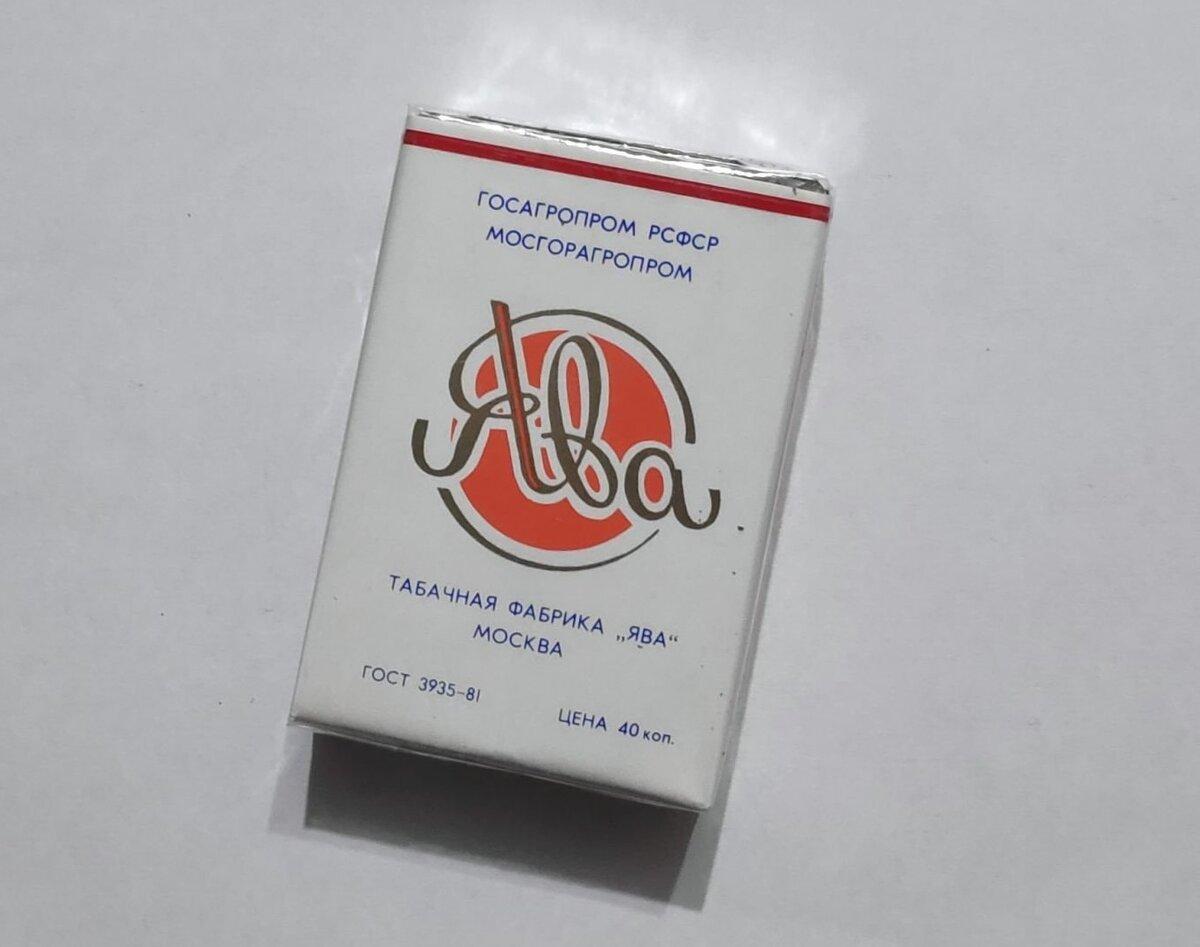 ГОСАГРОПРОМ РСФСР
МОСГОРАГРОПРОМ
Ява
ТАБАЧНАЯ ФАБРИКА „ЯВА“
МОСКВА
ГОСТ 3935-81
ЦЕНА 40 коп.